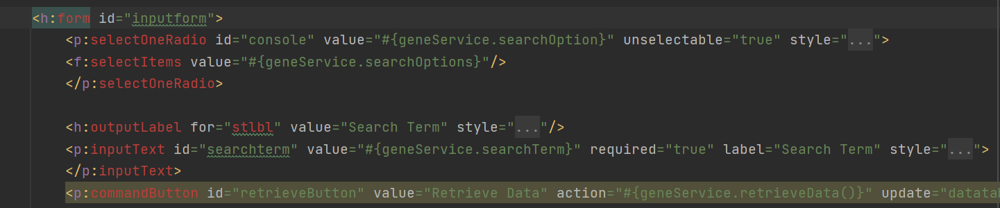 <h:form id="inputform">
<p:selectOneRadio id="console" value="#{geneService.searchOption}" unselectable="true" style="...">
<f:selectItems value="#{geneService.searchOptions}"/>
</p:selectOneRadio>
<h:outputLabel for="stlbl" value="Search Term" style="..."/>
<p:inputText id="searchterm" value="#{geneService.searchTerm}" required="true" label="Search Term" style="...">
</p:inputText>
<p:commandButton id="retrieveButton" value="Retrieve Data" action="#{geneService.retrieveData()}" update="datata